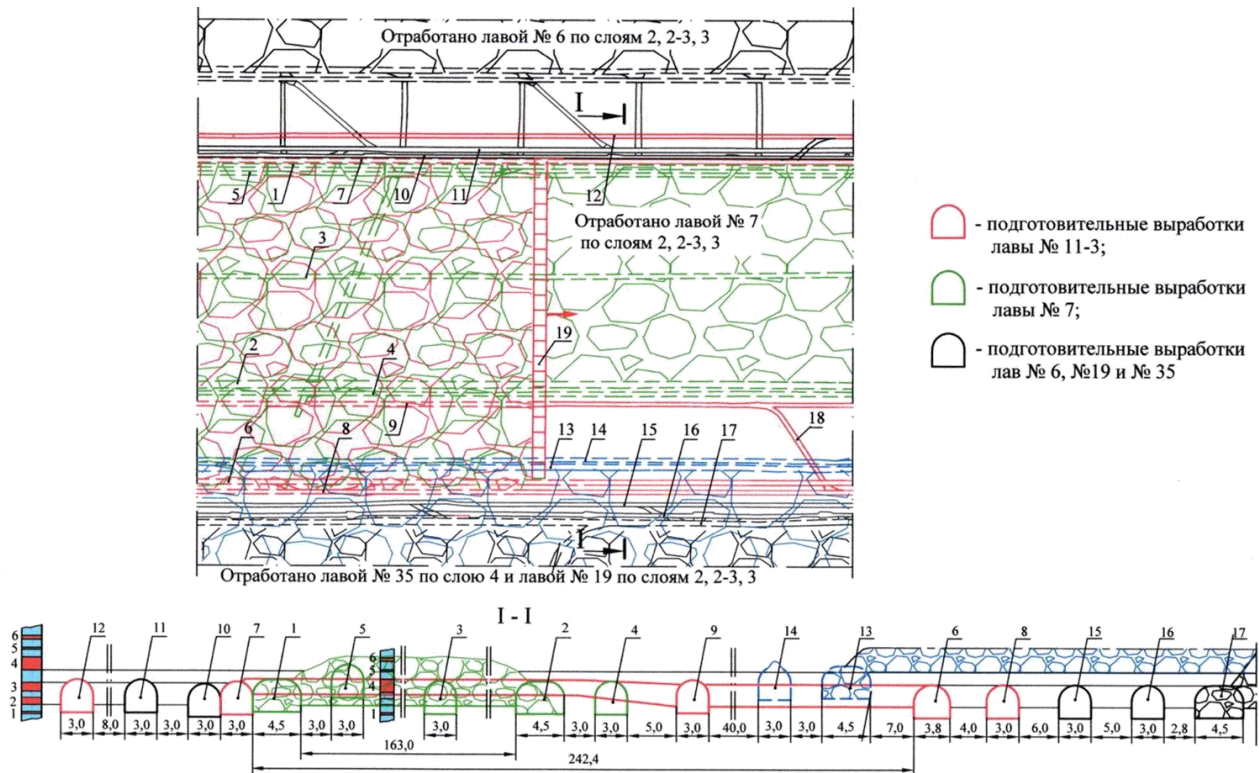 Отработано лавой № 6 по слоям 2, 2-3, 3
I
12
5 1 7 10 11
Отработано лавой № 7
по слоям 2, 2-3, 3
3
2 4 19
9
6 8 13 14 15 16 17 18
I
Отработано лавой № 35 по слою 4 и лавой № 19 по слоям 2, 2-3, 3
- подготовительные выработки
лавы № 11-3;
- подготовительные выработки
лавы № 7;
- подготовительные выработки
лав № 6, №19 и № 35
I - I
12 11 10 7 1 5 3 2 4 9 14 13 6 8 15 16 17
6
5
4
3
2
1
6
5
4
3
2
1
3,0 8,0 3,0 3,0 3,0 3,0 4,5 3,0 3,0 3,0 4,5 3,0 3,0 5,0 3,0 40,0 3,0 3,0 4,5 7,0 3,8 4,0 3,0 6,0 3,0 5,0 3,0 2,8 4,5
163,0
242,4